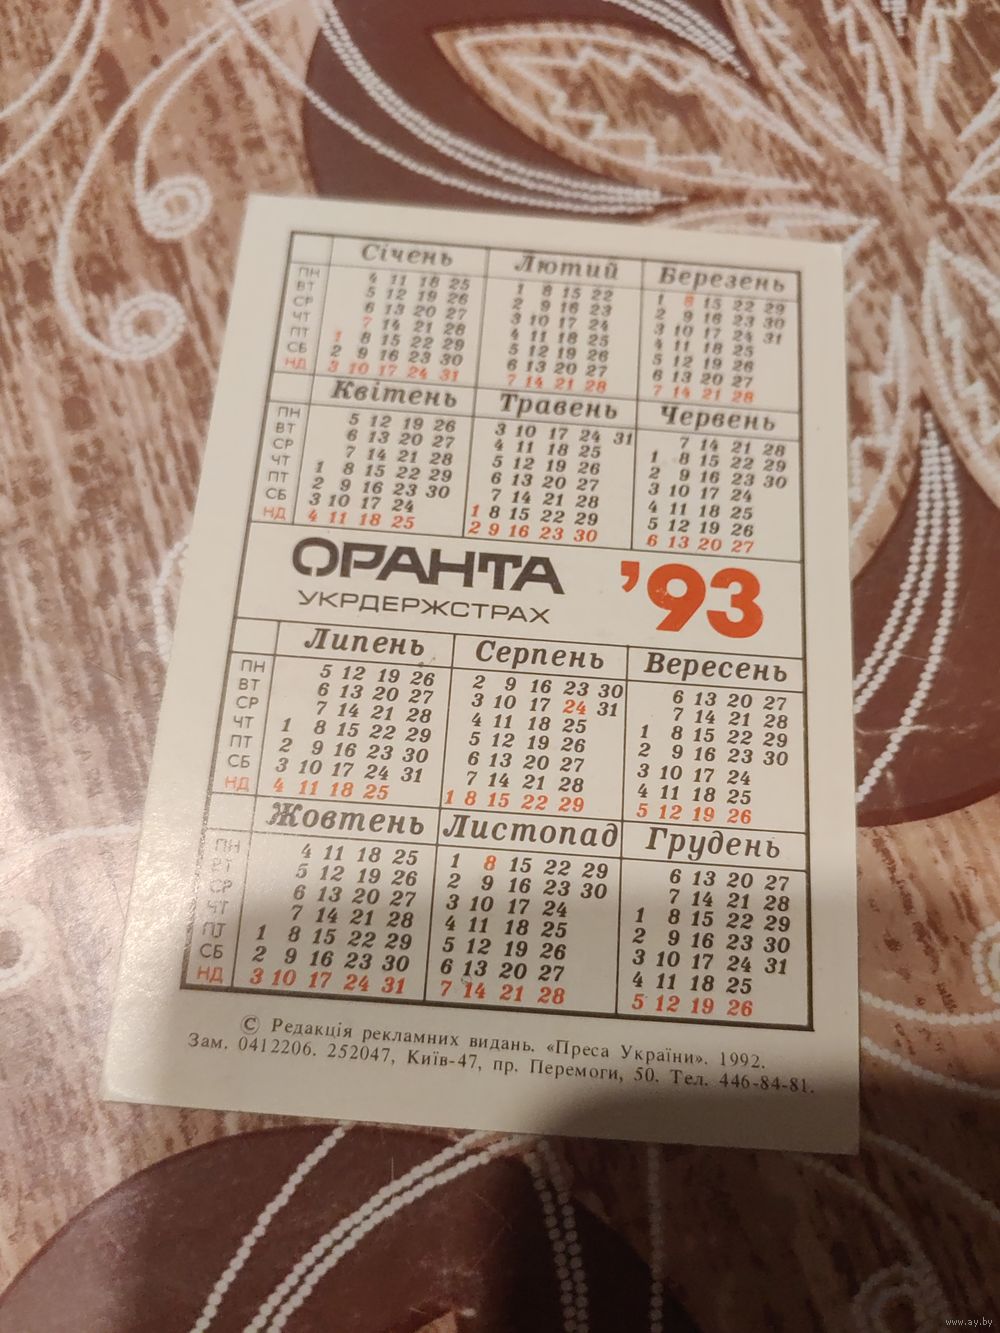 Січень Лютий Березень
ПН 4 11 18 25 1 8 15 22 1 8 15 22 29
ВТ 5 12 19 26 2 9 16 23 2 9 16 23 30
СР 6 13 20 27 3 10 17 24 3 10 17 24 31
ЧТ 7 14 21 28 4 11 18 25 4 11 18 25
ПТ 1 8 15 22 29 5 12 19 26 5 12 19 26
СБ 2 9 16 23 30 6 13 20 27 6 13 20 27
НД 3 10 17 24 31 7 14 21 28 7 14 21 28
Квітень Травень Червень
ПН 5 12 19 26 3 10 17 24 31 7 14 21 28
ВТ 6 13 20 27 4 11 18 25 1 8 15 22 29
СР 7 14 21 28 5 12 19 26 2 9 16 23 30
ЧТ 1 8 15 22 29 6 13 20 27 3 10 17 24
ПТ 2 9 16 23 30 7 14 21 28 4 11 18 25
СБ 3 10 17 24 1 8 15 22 29 5 12 19 26
НД 4 11 18 25 2 9 16 23 30 6 13 20 27
ОРАНТА '93
УКРДЕРЖСТРАХ
Липень Серпень Вересень
ПН 5 12 19 26 2 9 16 23 30 6 13 20 27
ВТ 6 13 20 27 3 10 17 24 31 7 14 21 28
СР 7 14 21 28 4 11 18 25 1 8 15 22 29
ЧТ 1 8 15 22 29 5 12 19 26 2 9 16 23 30
ПТ 2 9 16 23 30 6 13 20 27 3 10 17 24
СБ 3 10 17 24 31 7 14 21 28 4 11 18 25
НД 4 11 18 25 1 8 15 22 29 5 12 19 26
Жовтень Листопад Грудень
ПН 4 11 18 25 1 8 15 22 29 6 13 20 27
ВТ 5 12 19 26 2 9 16 23 30 7 14 21 28
СР 6 13 20 27 3 10 17 24 1 8 15 22 29
ЧТ 7 14 21 28 4 11 18 25 2 9 16 23 30
ПТ 1 8 15 22 29 5 12 19 26 3 10 17 24 31
СБ 2 9 16 23 30 6 13 20 27 4 11 18 25
НД 3 10 17 24 31 7 14 21 28 5 12 19 26
© Редакція рекламних видань. «Преса України». 1992.
Зам. 0412206. 252047, Київ-47, пр. Перемоги, 50. Тел. 446-84-81.
www.ay.by